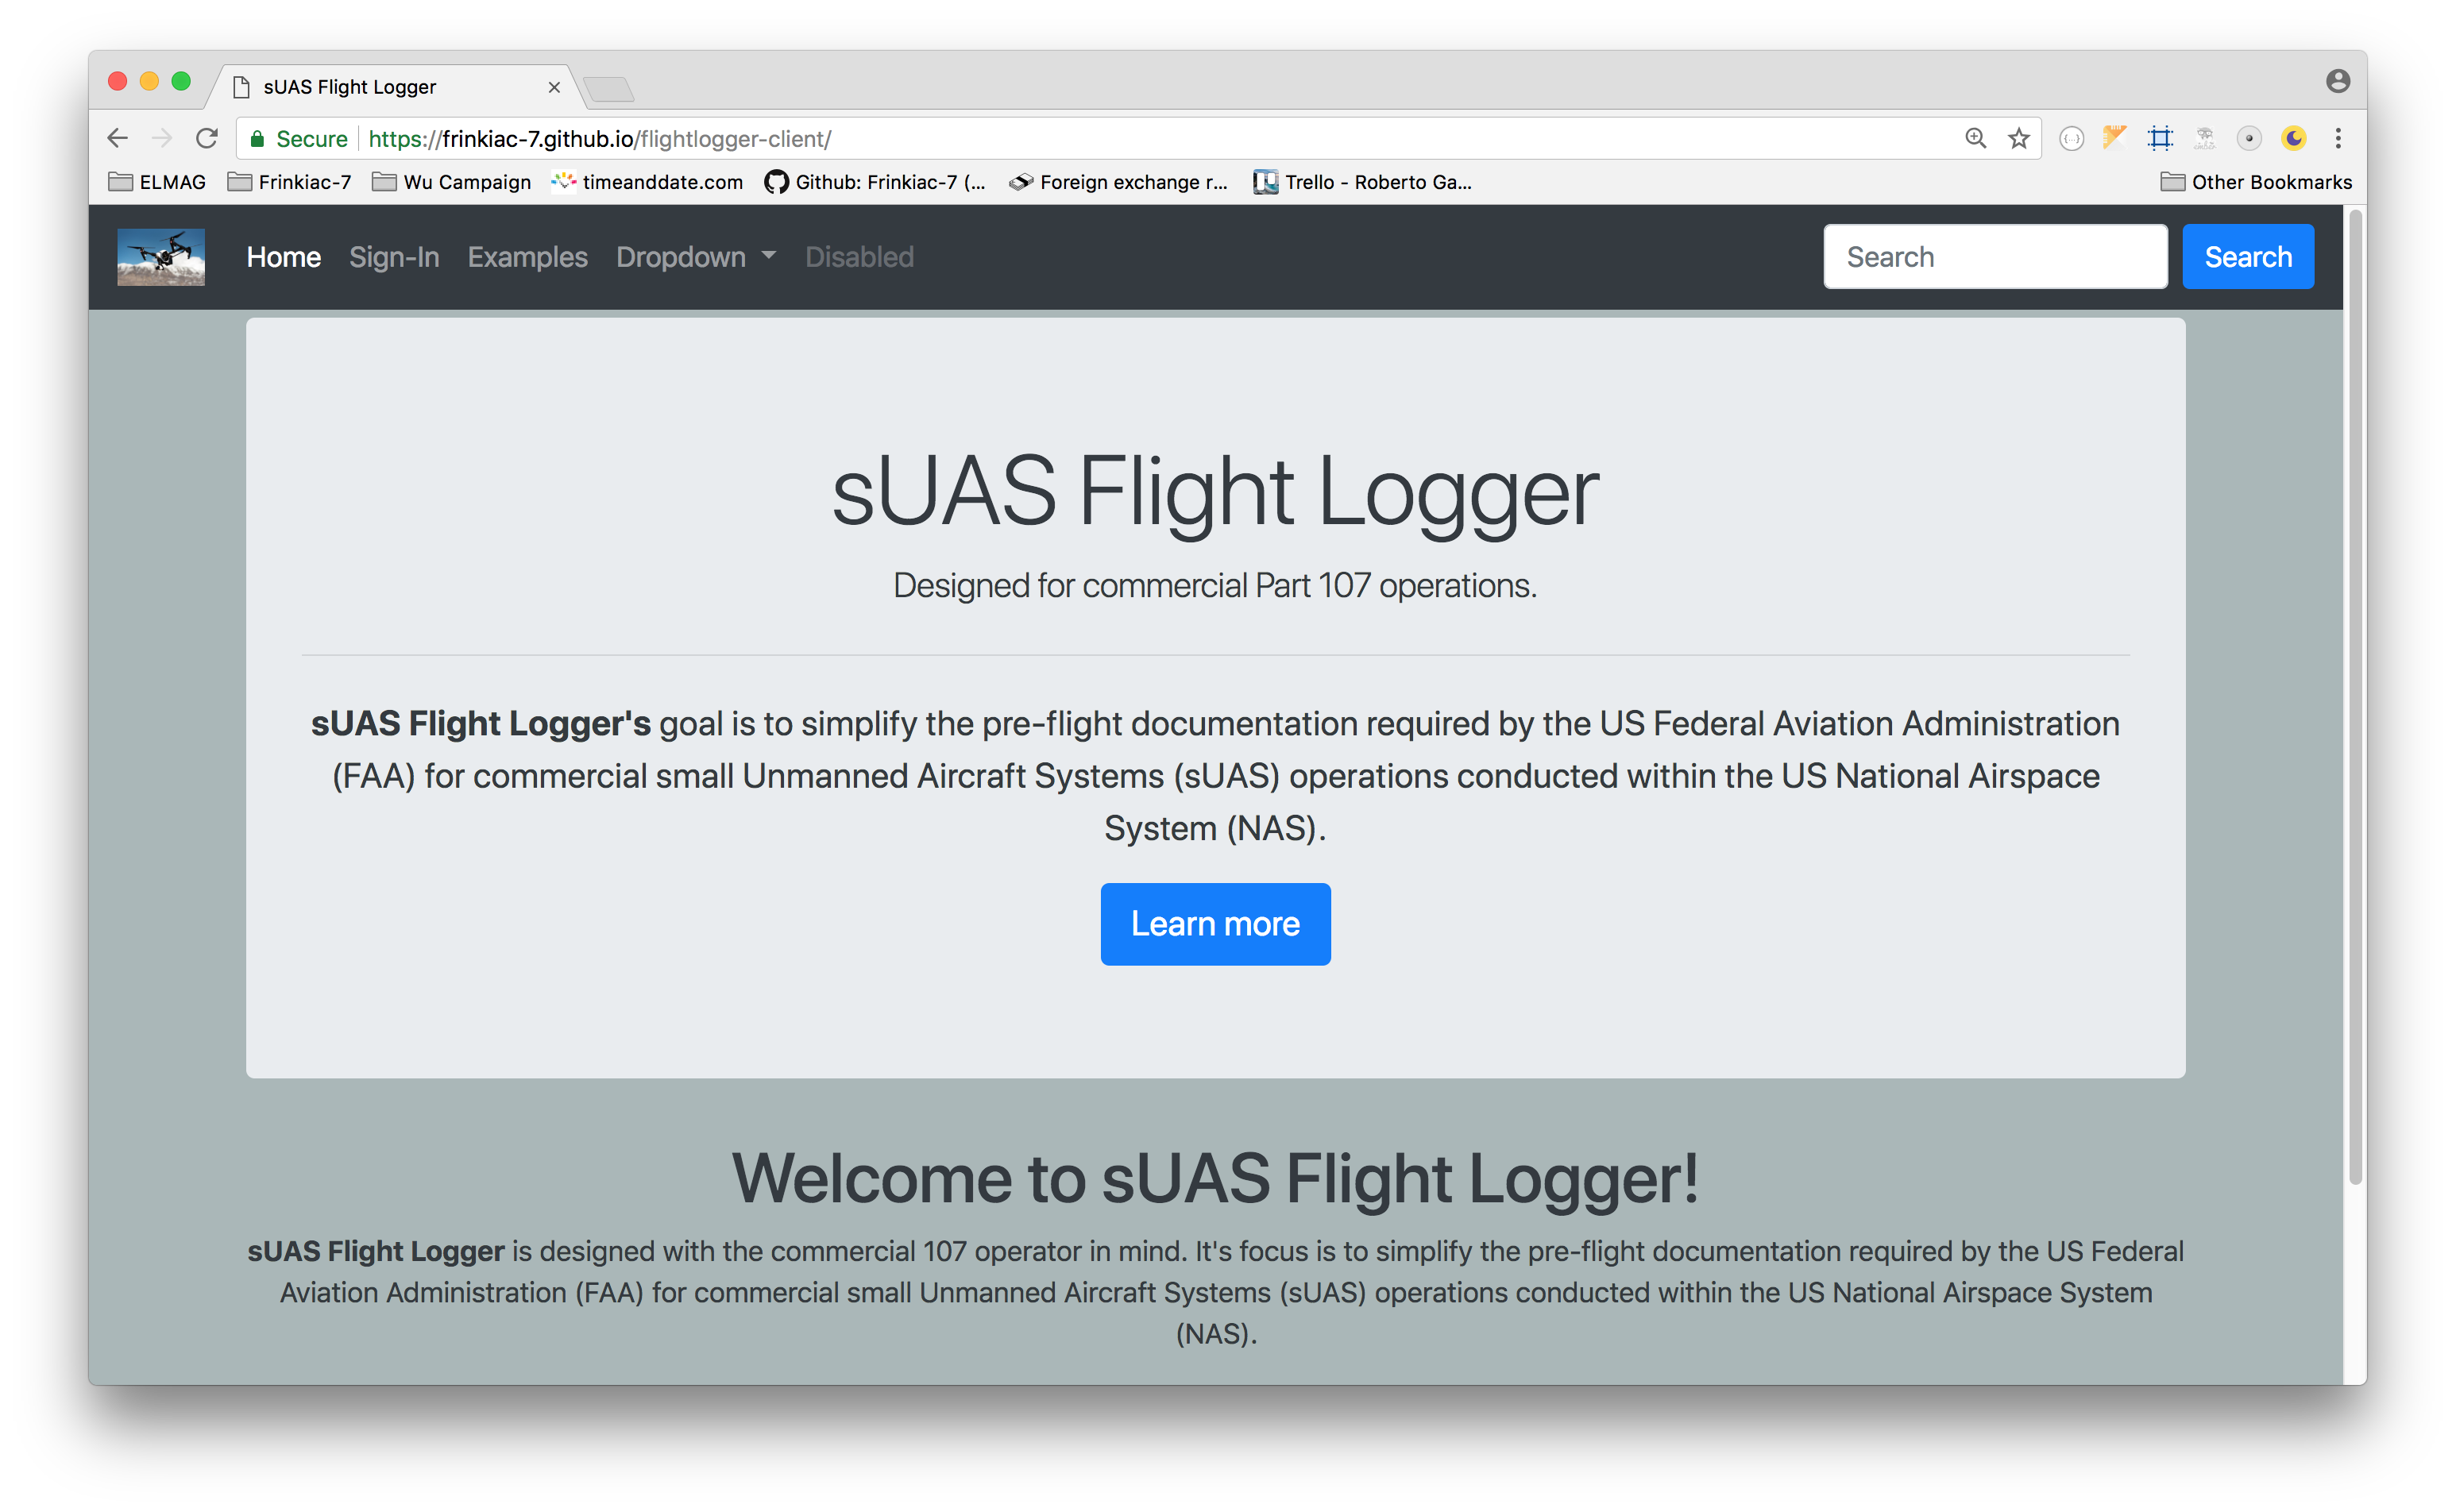 sUAS Flight Logger
Secure https://frinkiac-7.github.io/flightlogger-client/
ELMAG Frinkiac-7 Wu Campaign timeanddate.com Github: Frinkiac-7 (... Foreign exchange r... Trello - Roberto Ga... Other Bookmarks
Home Sign-In Examples Dropdown Disabled Search Search
sUAS Flight Logger
Designed for commercial Part 107 operations.
sUAS Flight Logger's goal is to simplify the pre-flight documentation required by the US Federal Aviation Administration
(FAA) for commercial small Unmanned Aircraft Systems (sUAS) operations conducted within the US National Airspace
System (NAS).
Learn more
Welcome to sUAS Flight Logger!
sUAS Flight Logger is designed with the commercial 107 operator in mind. It's focus is to simplify the pre-flight documentation required by the US Federal
Aviation Administration (FAA) for commercial small Unmanned Aircraft Systems (sUAS) operations conducted within the US National Airspace System
(NAS).